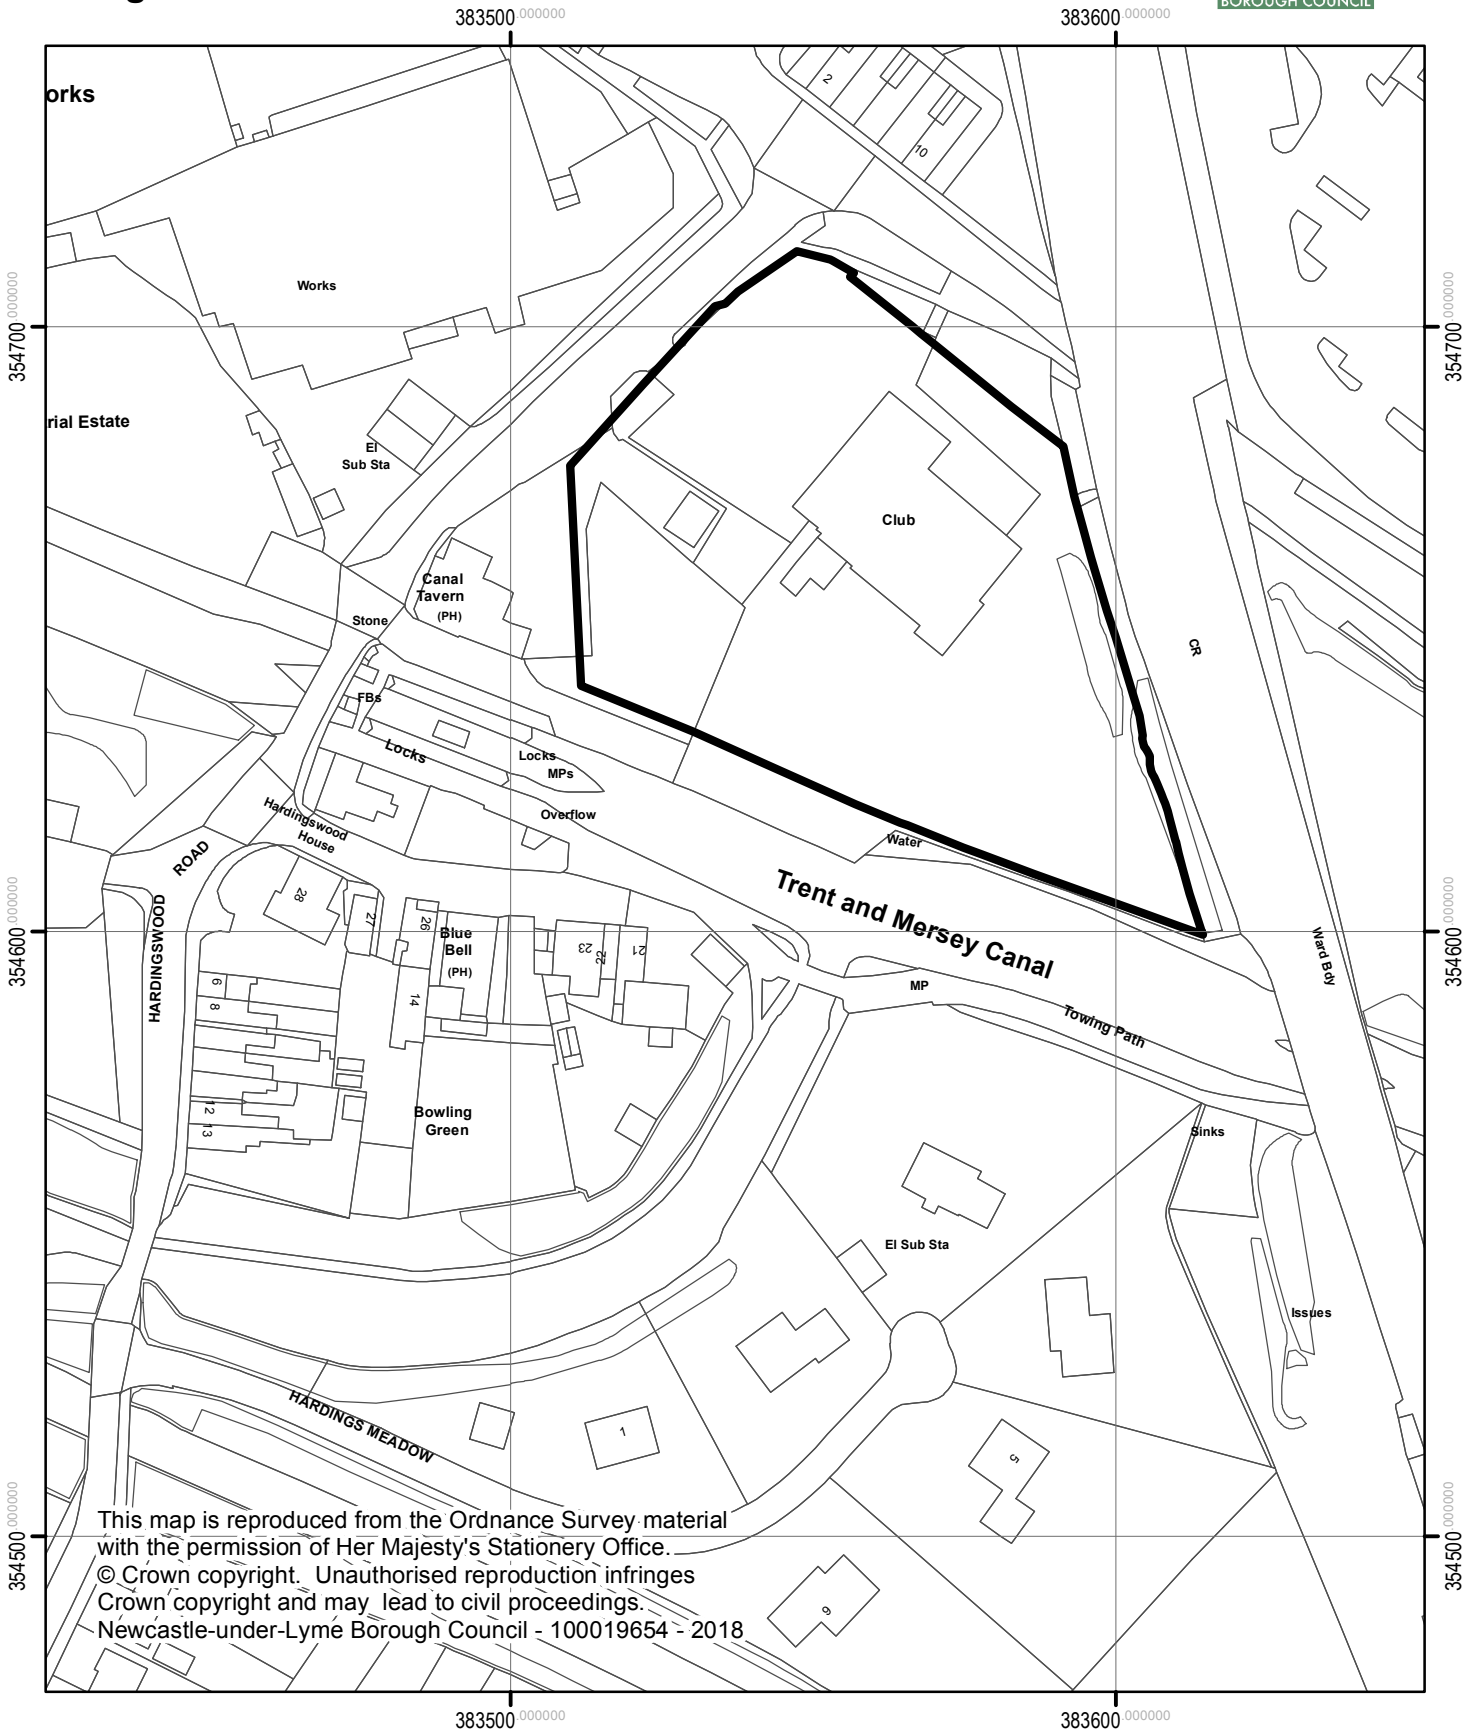 BOROUGH COUNCIL
383500.000000
383600.000000
orks
2
10
Works
354700.000000
354700.000000
rial Estate
El
Sub Sta
Club
Canal
Tavern
(PH)
Stone
CR
FBs
Locks
Locks
MPs
Overflow
Hardingswood
House
Water
ROAD
Trent and Mersey Canal
28
27
26
Blue
Bell
(PH)
23
22
21
354600.000000
354600.000000
HARDINGSWOOD
Ward Bdy
MP
6
8
14
Towing Path
Bowling
Green
12
13
Sinks
El Sub Sta
Issues
HARDINGS MEADOW
1
5
This map is reproduced from the Ordnance Survey material
with the permission of Her Majesty's Stationery Office.
© Crown copyright. Unauthorised reproduction infringes
Crown copyright and may lead to civil proceedings.
Newcastle-under-Lyme Borough Council - 100019654 - 2018
354500.000000
354500.000000
383500.000000
383600.000000